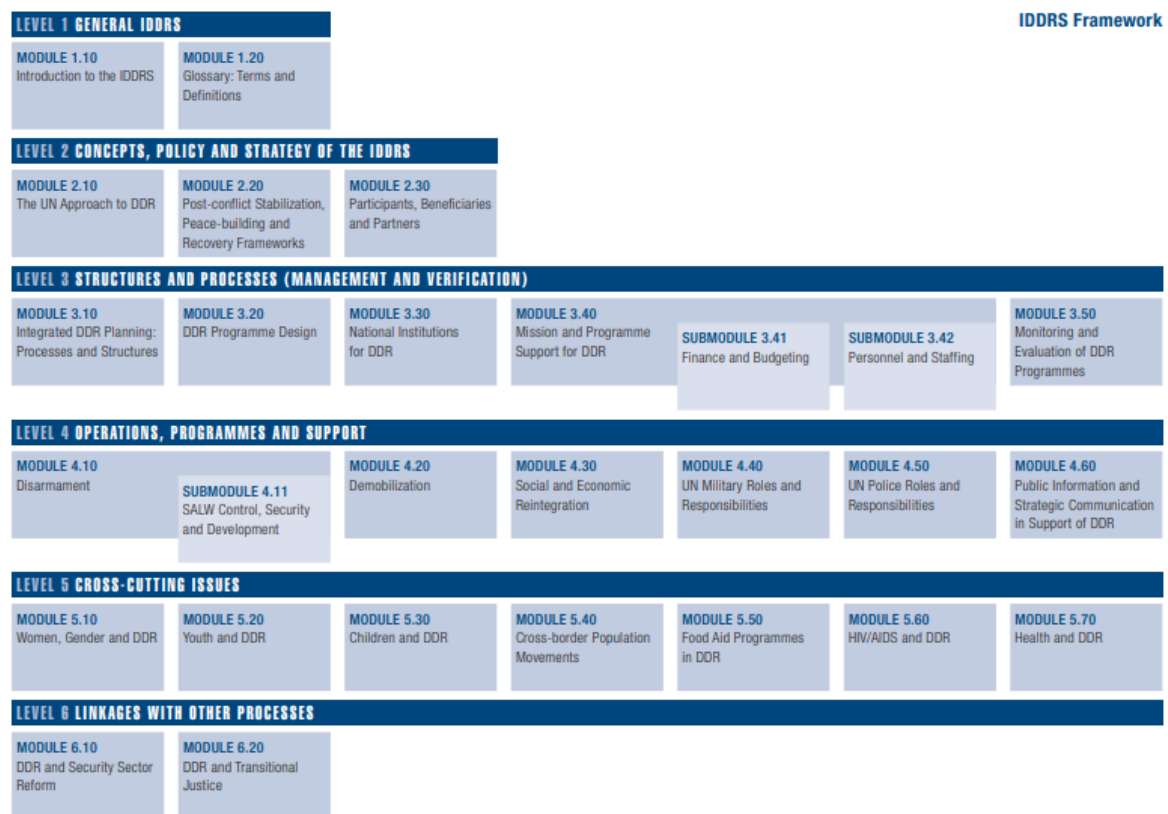 IDDRS Framework
LEVEL 1 GENERAL IDDRS
MODULE 1.10
Introduction to the IDDRS
MODULE 1.20
Glossary: Terms and
Definitions
LEVEL 2 CONCEPTS, POLICY AND STRATEGY OF THE IDDRS
MODULE 2.10
The UN Approach to DDR
MODULE 2.20
Post-conflict Stabilization,
Peace-building and
Recovery Frameworks
MODULE 2.30
Participants, Beneficiaries
and Partners
LEVEL 3 STRUCTURES AND PROCESSES (MANAGEMENT AND VERIFICATION)
MODULE 3.10
Integrated DDR Planning:
Processes and Structures
MODULE 3.20
DDR Programme Design
MODULE 3.30
National Institutions
for DDR
MODULE 3.40
Mission and Programme
Support for DDR
SUBMODULE 3.41
Finance and Budgeting
SUBMODULE 3.42
Personnel and Staffing
MODULE 3.50
Monitoring and
Evaluation of DDR
Programmes
LEVEL 4 OPERATIONS, PROGRAMMES AND SUPPORT
MODULE 4.10
Disarmament
SUBMODULE 4.11
SALW Control, Security
and Development
MODULE 4.20
Demobilization
MODULE 4.30
Social and Economic
Reintegration
MODULE 4.40
UN Military Roles and
Responsibilities
MODULE 4.50
UN Police Roles and
Responsibilities
MODULE 4.60
Public Information and
Strategic Communication
in Support of DDR
LEVEL 5 CROSS-CUTTING ISSUES
MODULE 5.10
Women, Gender and DDR
MODULE 5.20
Youth and DDR
MODULE 5.30
Children and DDR
MODULE 5.40
Cross-border Population
Movements
MODULE 5.50
Food Aid Programmes
in DDR
MODULE 5.60
HIV/AIDS and DDR
MODULE 5.70
Health and DDR
LEVEL 6 LINKAGES WITH OTHER PROCESSES
MODULE 6.10
DDR and Security Sector
Reform
MODULE 6.20
DDR and Transitional
Justice